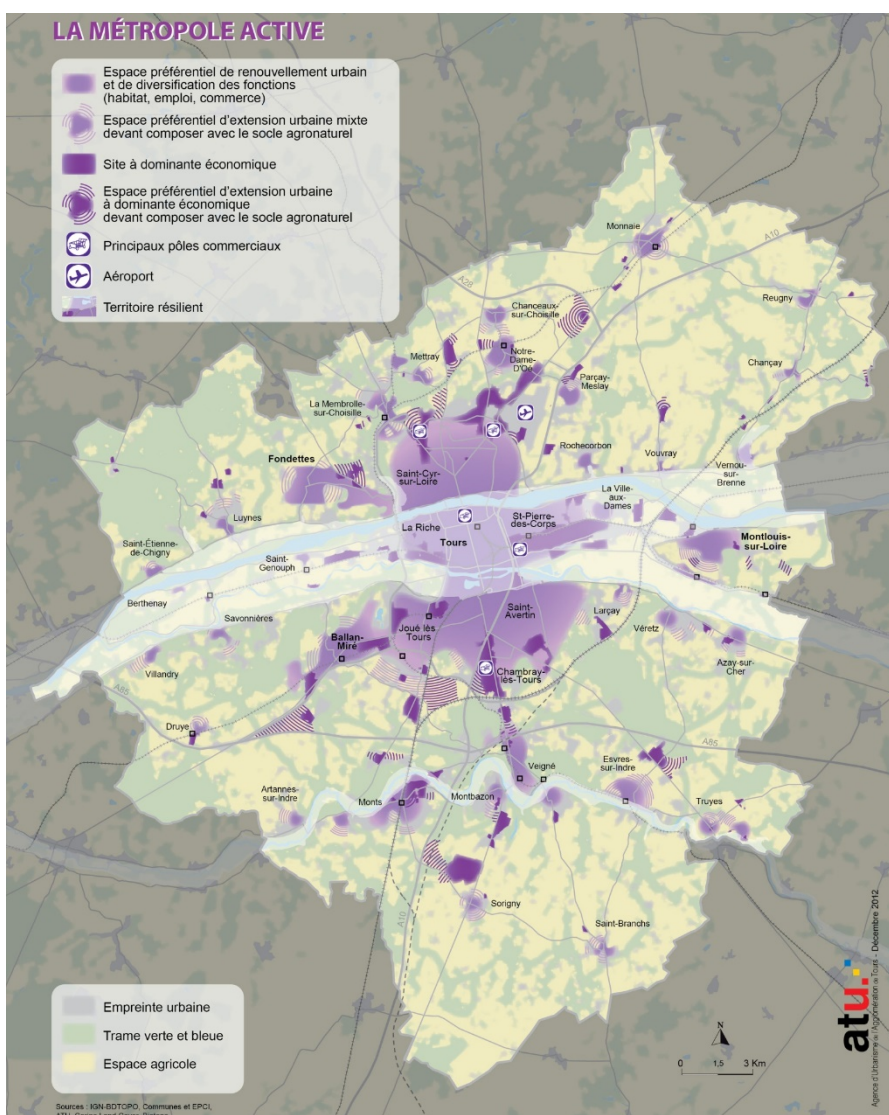 LA MÉTROPOLE ACTIVE
Espace préférentiel de renouvellement urbain
et de diversification des fonctions
(habitat, emploi, commerce)
Espace préférentiel d'extension urbaine mixte
devant composer avec le socle agronaturel
Site à dominante économique
Espace préférentiel d'extension urbaine
à dominante économique
devant composer avec le socle agronaturel
Principaux pôles commerciaux
Aéroport
Territoire résilient
Monnaie
A10
A28
Reugny
Chanceaux-
sur-Choisille
Mettray
Notre-
Dame-
D'Oé
Chançay
Parçay-
Meslay
La Membrolle
-sur-Choisille
Rochecorbon
Vouvray
Fondettes
Saint-Cyr-
sur-Loire
Vernou-
sur-
Brenne
La Ville-
aux-
Dames
Luynes
La Riche
St-Pierre-
des-Corps
Saint-Étienne-
de-Chigny
Tours
Montlouis-
sur-Loire
Saint-
Genouph
Berthenay
Savonnières
Saint-
Avertin
Larçay
Joué lès
Tours
Ballan-
Miré
Véretz
Azay-sur-
Cher
Villandry
Chambray-
lès-Tours
A85
Druye
A85
Veigné
Esvres-
sur-Indre
Artannes-
sur-Indre
Monts
Montbazon
Truyes
A10
Sorigny
Saint-Branchs
Empreinte urbaine
Trame verte et bleue
Espace agricole
N
0 1,5 3 Km
atu.
Agence d'Urbanisme de l'Agglomération de Tours - Décembre 2012
Sources : IGN-BDTOPO, Communes et EPCI,